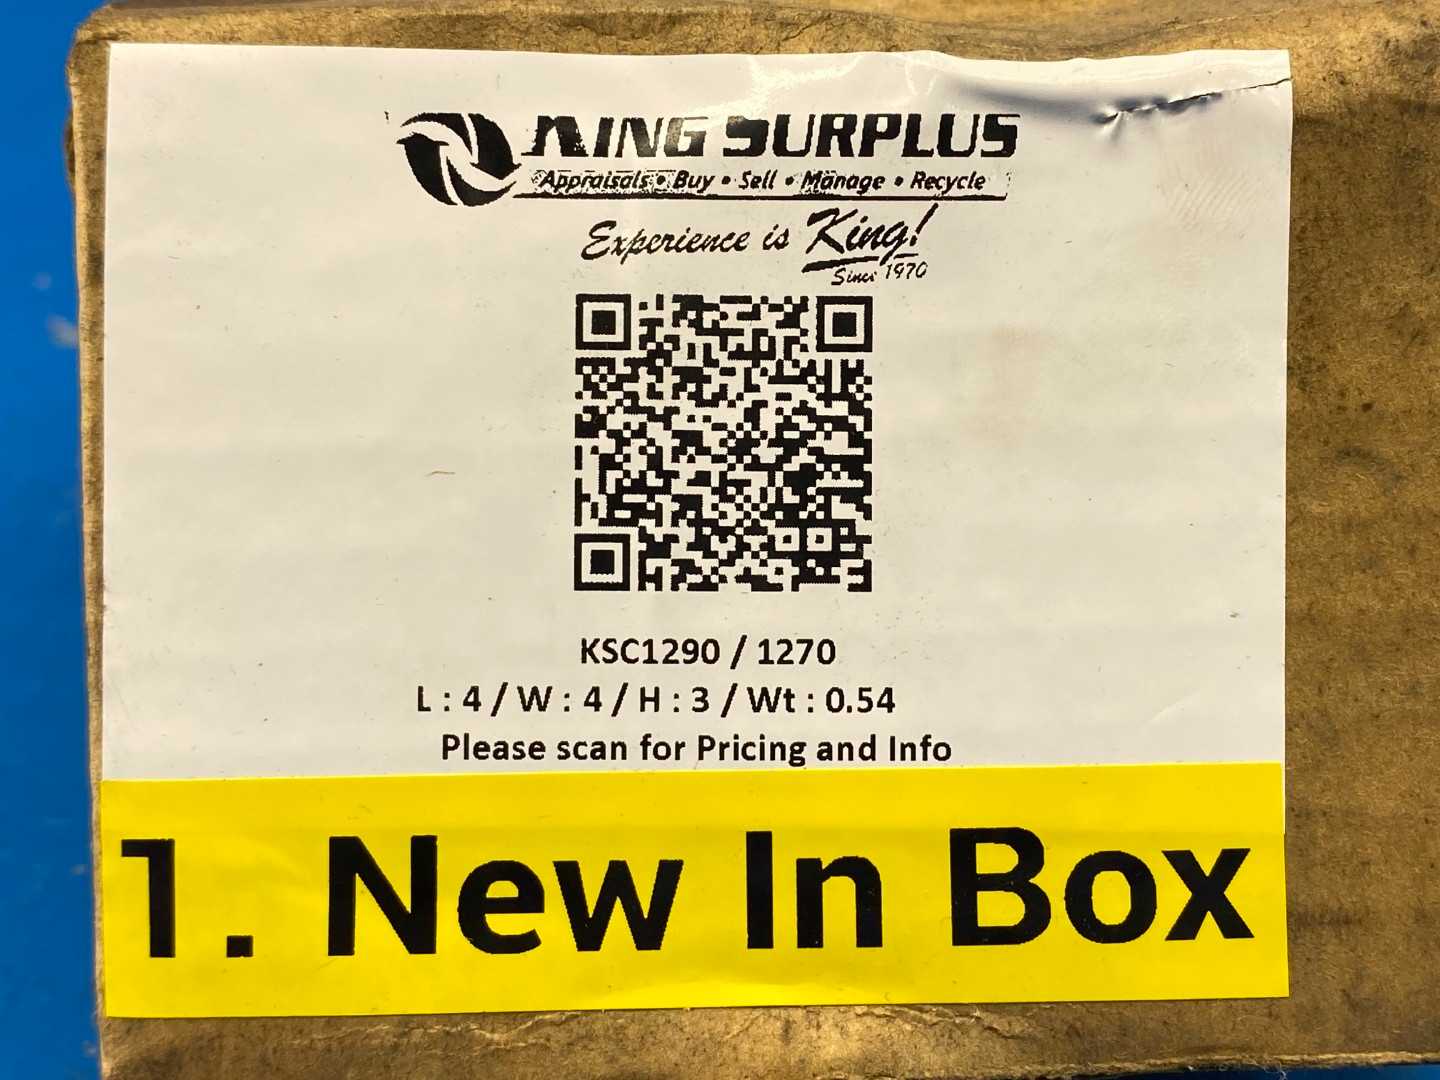 KING SURPLUS
Appraisals • Buy • Sell • Manage • Recycle
Experience is King!
Since 1970
KSC1290 / 1270
L : 4 / W : 4 / H : 3 / Wt : 0.54
Please scan for Pricing and Info
1. New In Box